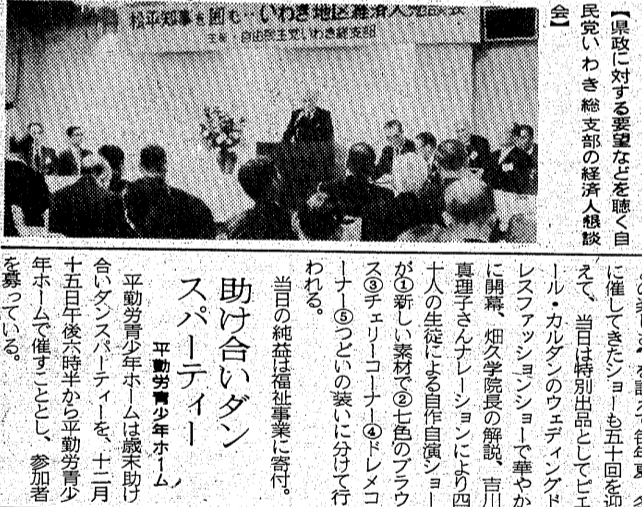 松平知事を囲む…いわき地区経済人懇談会
主催・自由民主党いわき総支部
【県政に対する要望などを聴く自
民党いわき総支部の経済人懇談
会】
に催してきたショーも五十回を迎
えて、当日は特別出品としてピエ
ール・カルダンのウェディングド
レスファッションショーで華やか
に開幕、畑久学院長の解説、吉川
真理子さんナレーションにより四
十人の生徒による自作自演ショー
が①新しい素材で②七色のブラウ
ス③チェリーコーナー④ドレメコ
ーナー⑤つどいの装いに分けて行
われる。
当日の純益は福祉事業に寄付。
助け合いダン
スパーティー
平勤労青少年ホーム
平勤労青少年ホームは歳末助け
合いダンスパーティーを、十二月
十五日午後六時半から平勤労青少
年ホームで催すこととし、参加者
を募っている。